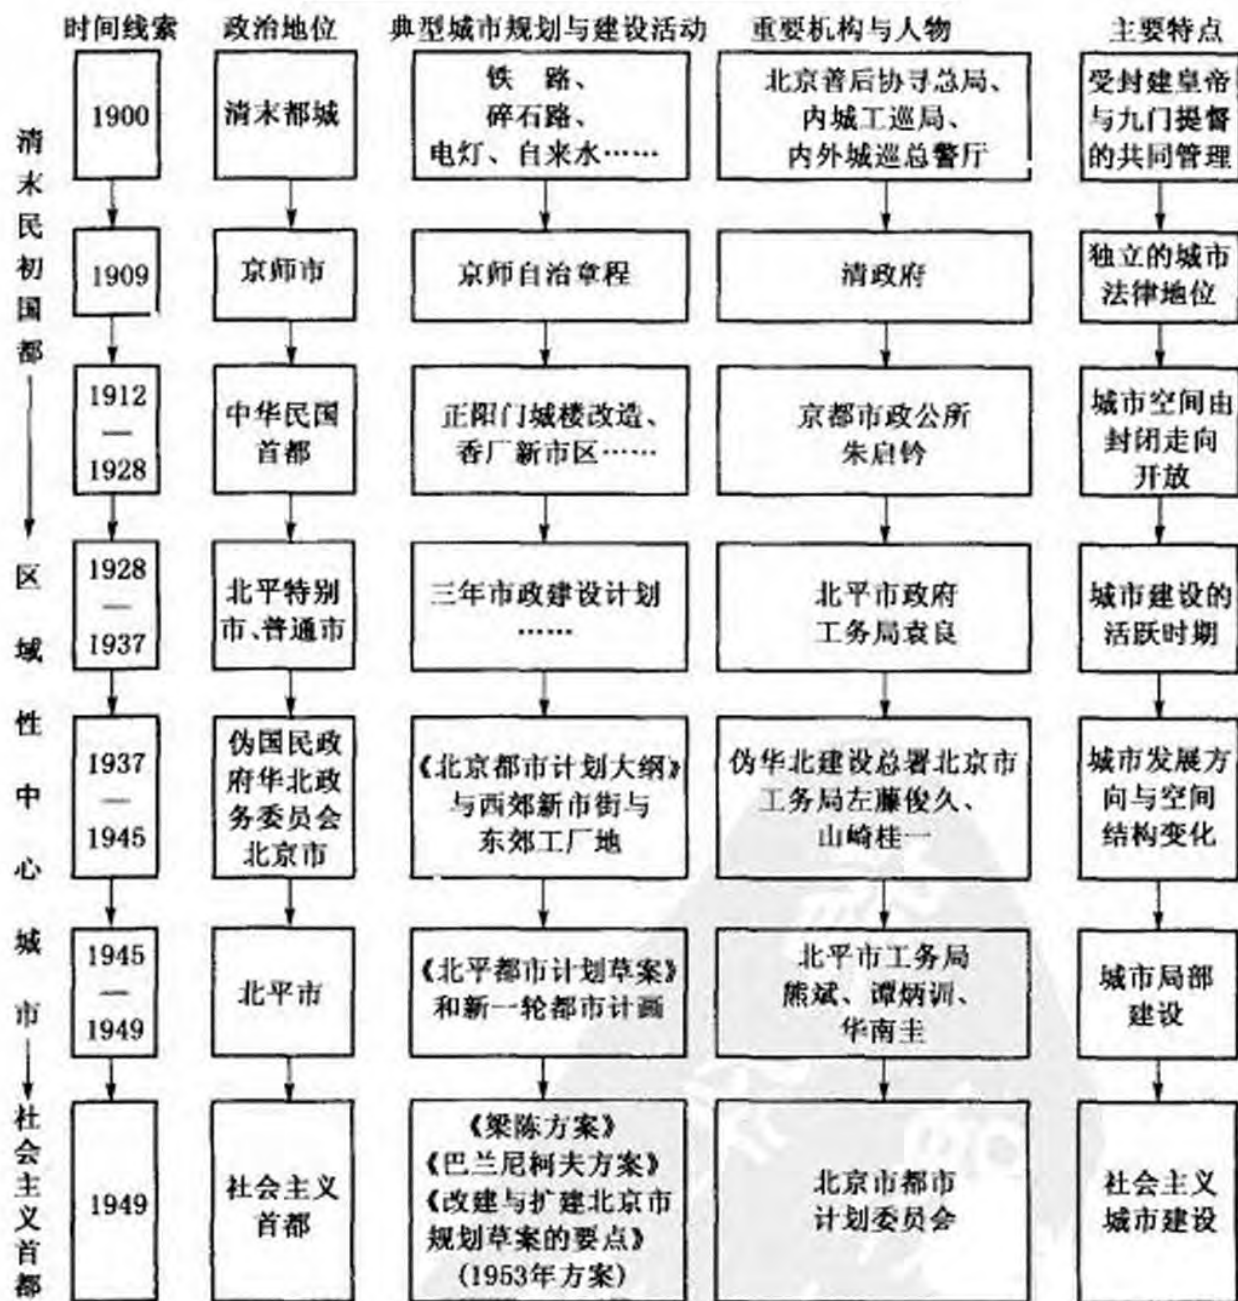 时间线索 政治地位 典型城市规划与建设活动 重要机构与人物 主要特点
清末民初国都
区域性中心城市
社会主义首都
1900
清末都城
铁 路、
碎石路、
电灯、自来水……
北京善后协寻总局、
内城工巡局、
内外城巡总警厅
受封建皇帝
与九门提督
的共同管理
1909
京师市
京师自治章程
清政府
独立的城市
法律地位
1912
—
1928
中华民国
首都
正阳门城楼改造、
香厂新市区……
京都市政公所
朱启钤
城市空间由
封闭走向
开放
1928
—
1937
北平特别
市、普通市
三年市政建设计划
……
北平市政府
工务局袁良
城市建设的
活跃时期
1937
—
1945
伪国民政
府华北政
务委员会
北京市
《北京都市计划大纲》
与西郊新市街与
东郊工厂地
伪华北建设总署北京市
工务局左藤俊久、
山崎桂一
城市发展方
向与空间
结构变化
1945
—
1949
北平市
《北平都市计划草案》
和新一轮都市计画
北平市工务局
熊斌、谭炳训、
华南圭
城市局部
建设
1949
社会主义
首都
《梁陈方案》
《巴兰尼柯夫方案》
《改建与扩建北京市
规划草案的要点》
(1953年方案)
北京市都市
计划委员会
社会主义
城市建设